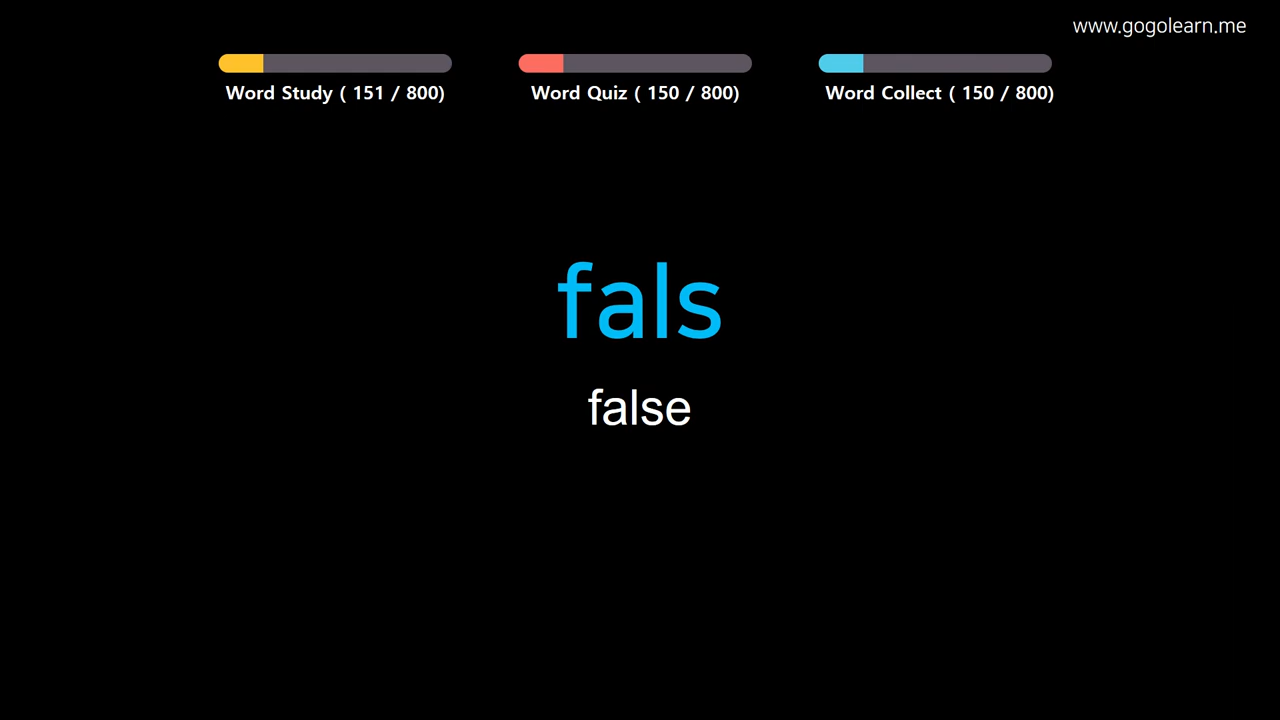 www.gogolearn.me
Word Study ( 151 / 800)
Word Quiz ( 150 / 800)
Word Collect ( 150 / 800)
fals
false